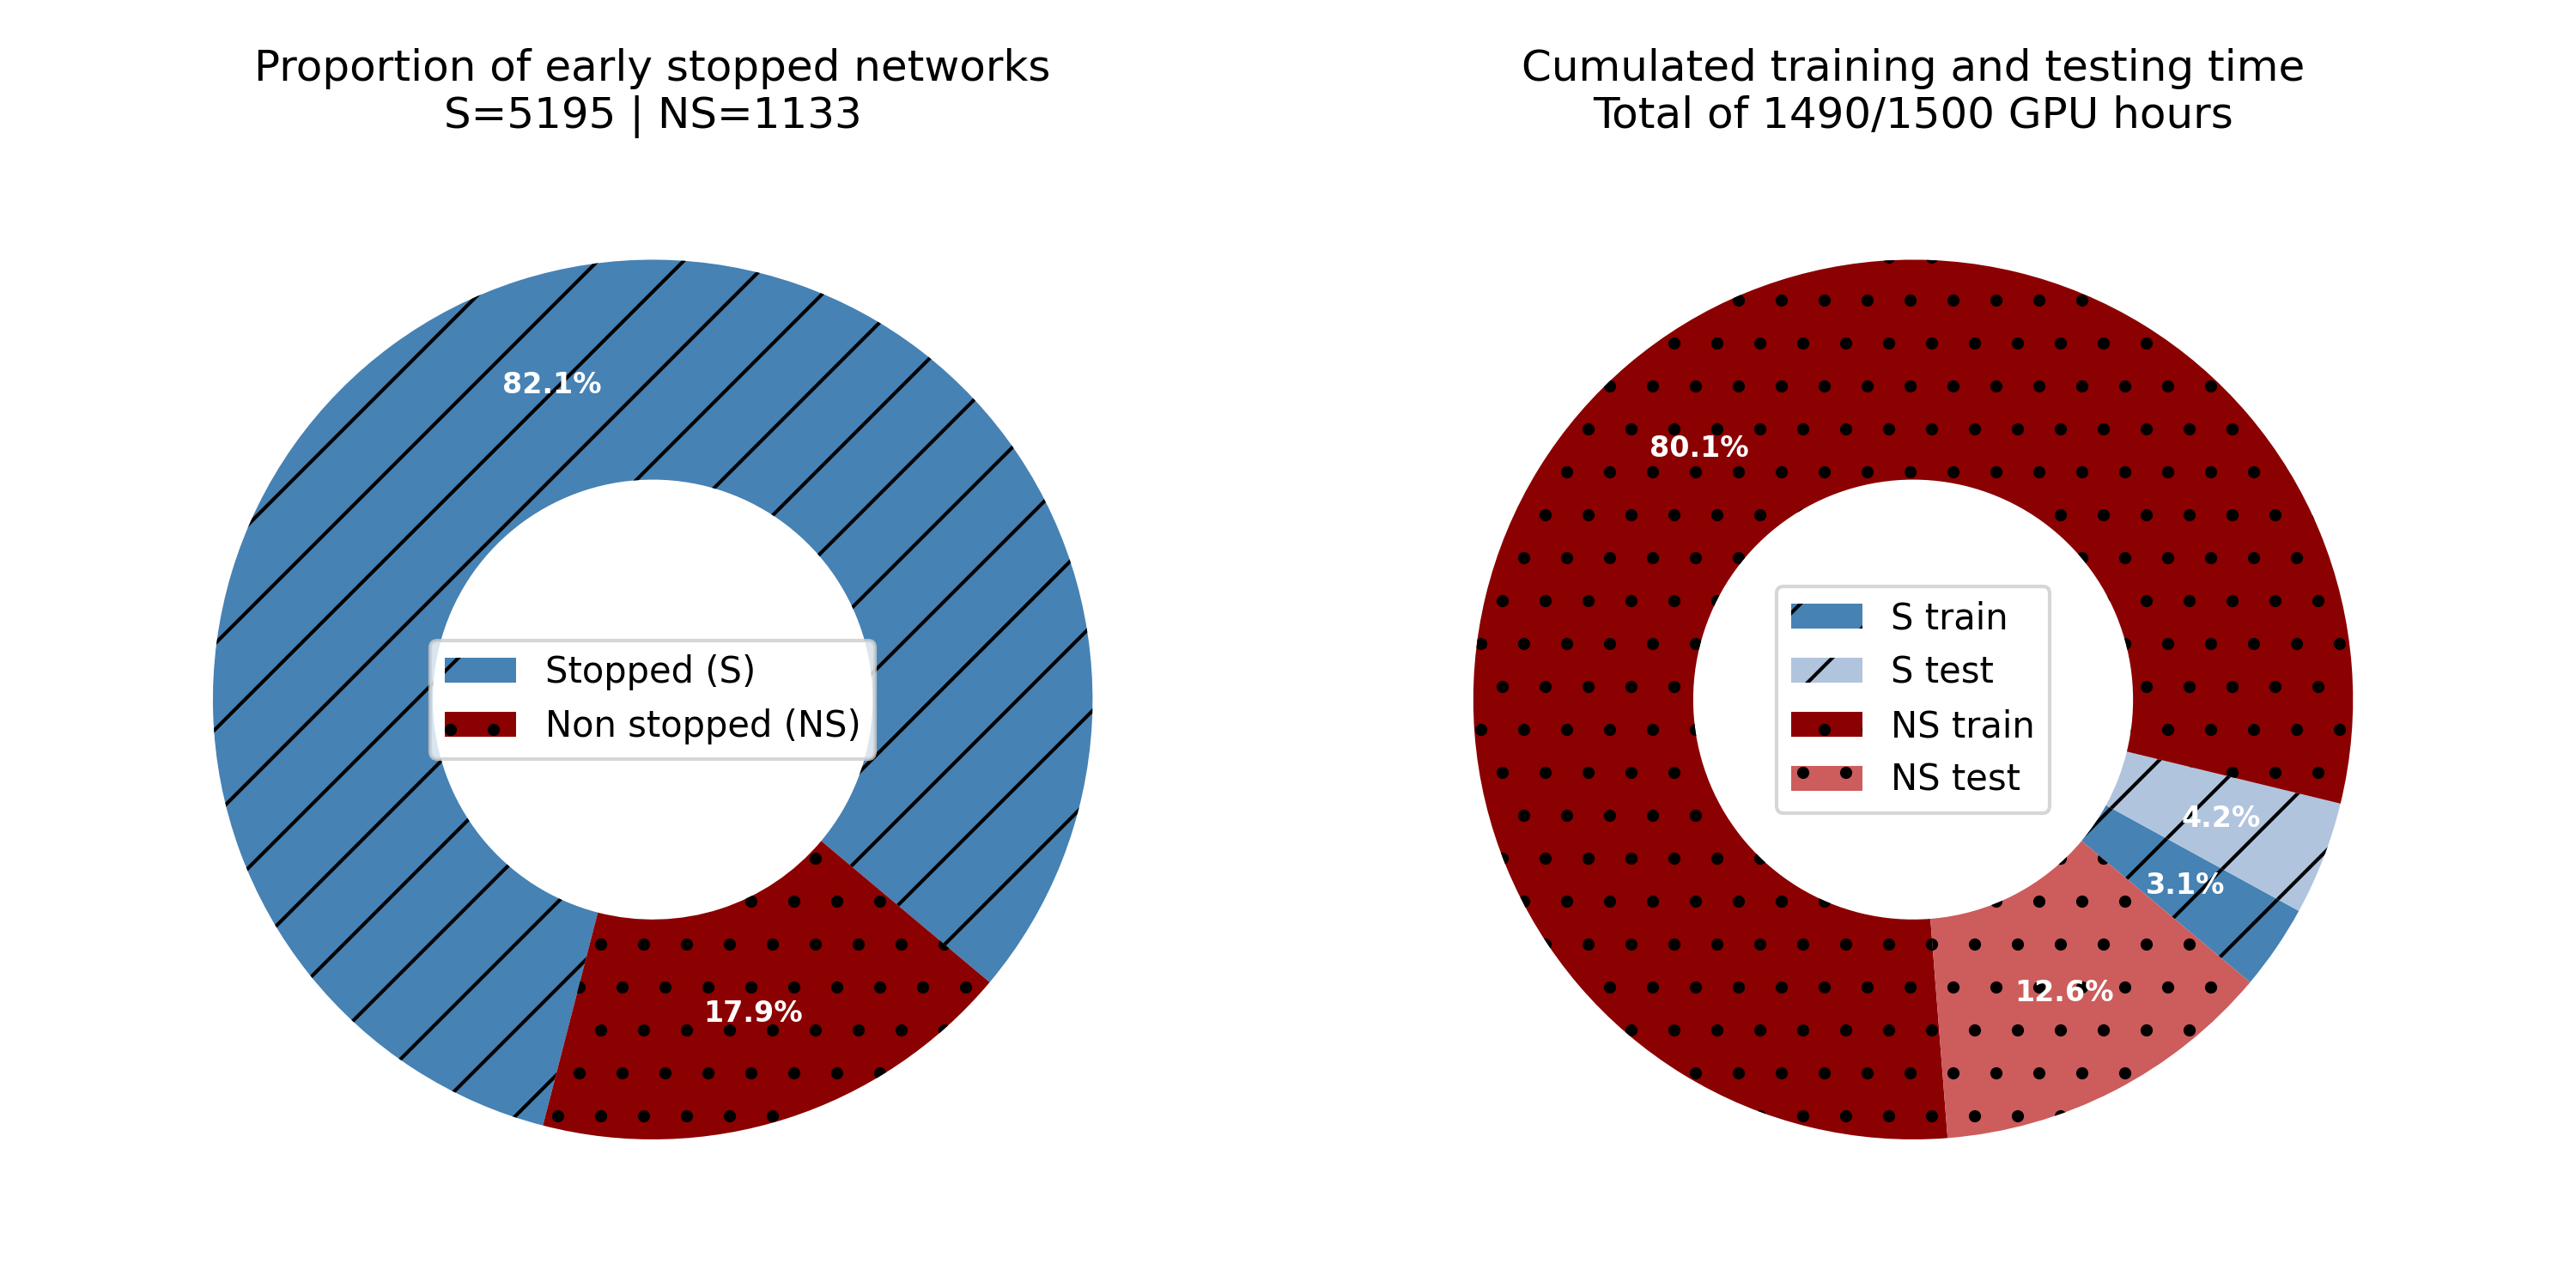 Proportion of early stopped networks
S=5195 | NS=1133
82.1%
Stopped (S)
Non stopped (NS)
17.9%
Cumulated training and testing time
Total of 1490/1500 GPU hours
80.1%
S train
S test
NS train
NS test
4.2%
3.1%
12.6%